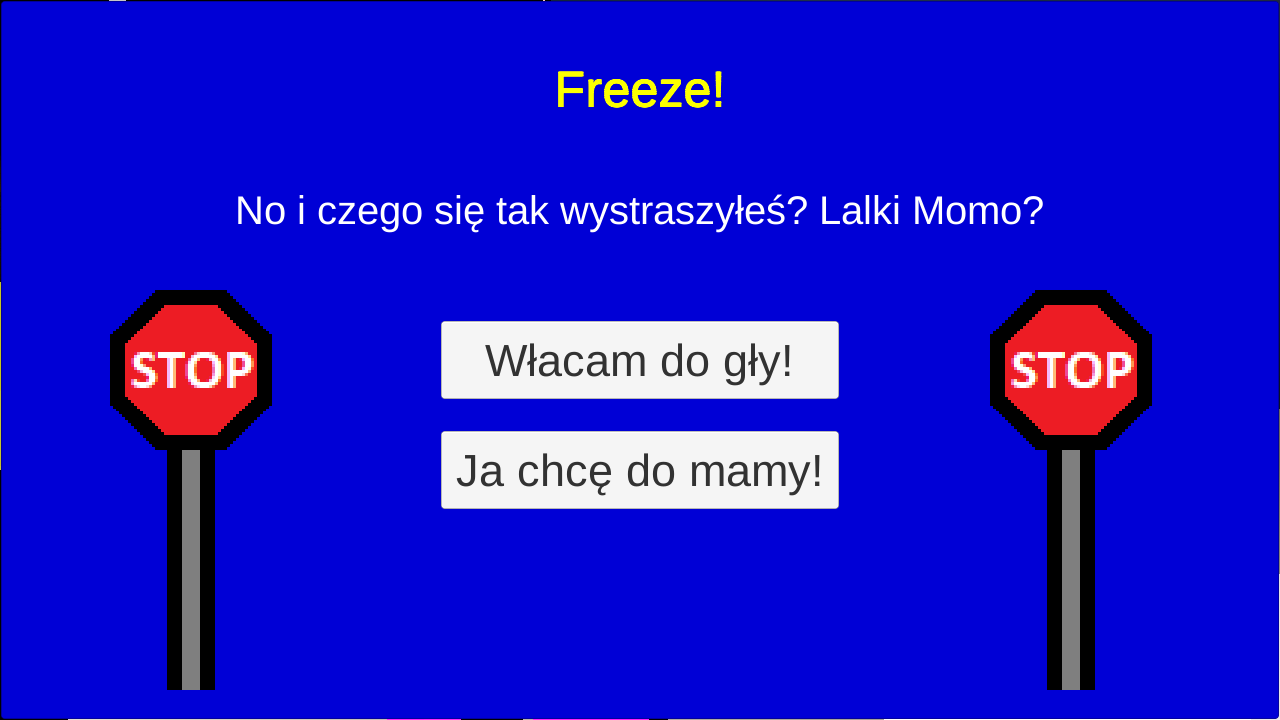 Freeze!
No i czego się tak wystraszyłeś? Lalki Momo?
STOP
STOP
Włacam do gły!
Ja chcę do mamy!